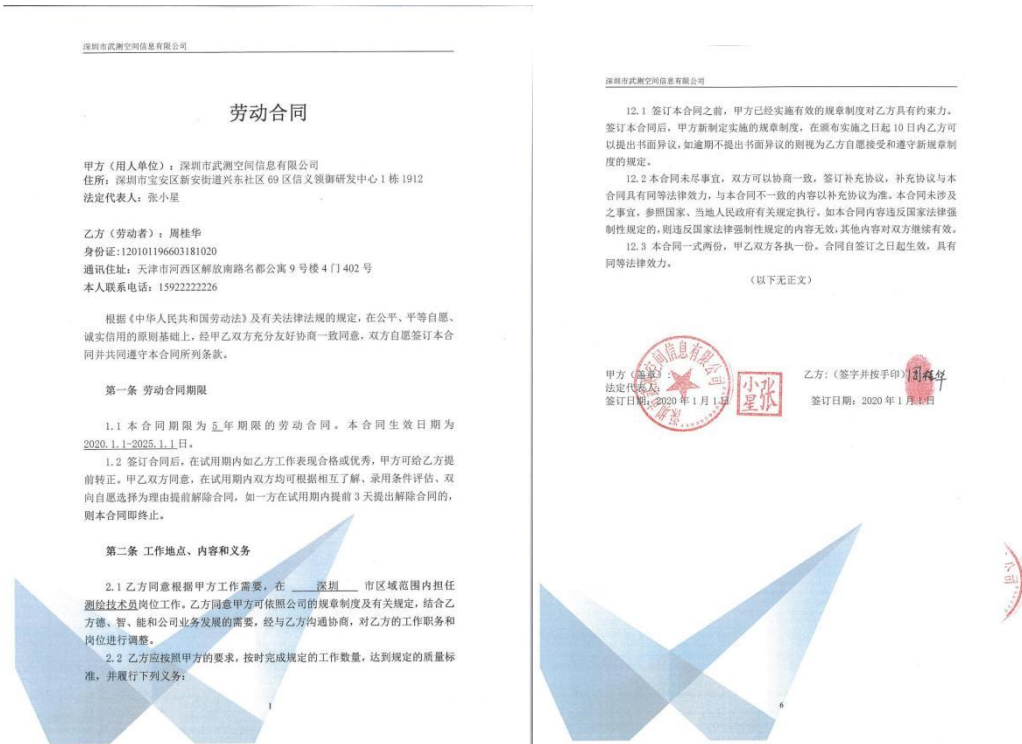 深圳市武测空间信息有限公司
劳动合同
甲方（用人单位）：深圳市武测空间信息有限公司
住所：深圳市宝安区新安街道兴东社区 69 区信义领御研发中心 1 栋 1912
法定代表人：张小星
乙方（劳动者）：周桂华
身份证:120101196603181020
通讯住址：天津市河西区解放南路名都公寓 9 号楼 4 门 402 号
本人联系电话：15922222226
根据《中华人民共和国劳动法》及有关法律法规的规定，在公平、平等自愿、
诚实信用的原则基础上，经甲乙双方充分友好协商一致同意，双方自愿签订本合
同并共同遵守本合同所列条款。
第一条 劳动合同期限
1.1 本合同期限为 5 年期限的劳动合同。本合同生效日期为
2020.1.1-2025.1.1 日。
1.2 签订合同后，在试用期内如乙方工作表现合格或优秀，甲方可给乙方提
前转正。甲乙双方同意，在试用期内双方均可根据相互了解、录用条件评估、双
向自愿选择为理由提前解除合同，如一方在试用期内提前 3 天提出解除合同的，
则本合同即终止。
第二条 工作地点、内容和义务
2.1 乙方同意根据甲方工作需要，在 深圳 市区域范围内担任
测绘技术员岗位工作。乙方同意甲方可依照公司的规章制度及有关规定，结合乙
方德、智、能和公司业务发展的需要，经与乙方沟通协商，对乙方的工作职务和
岗位进行调整。
2.2 乙方应按照甲方的要求，按时完成规定的工作数量，达到规定的质量标
准，并履行下列义务：
1
深圳市武测空间信息有限公司
12.1 签订本合同之前，甲方已经实施有效的规章制度对乙方具有约束力。
签订本合同后，甲方新制定实施的规章制度，在颁布实施之日起 10 日内乙方可
以提出书面异议，如逾期不提出书面异议的则视为乙方自愿接受和遵守新规章制
度的规定。
12.2 本合同未尽事宜，双方可以协商一致，签订补充协议，补充协议与本
合同具有同等法律效力，与本合同不一致的内容以补充协议为准。本合同未涉及
之事宜，参照国家、当地人民政府有关规定执行。如本合同内容违反国家法律强
制性规定的，则违反国家法律强制性规定的内容无效，其他内容对双方继续有效。
12.3 本合同一式两份，甲乙双方各执一份。合同自签订之日起生效，具有
同等法律效力。
（以下无正文）
甲方（盖章）：
法定代表人：
签订日期：2020 年 1 月 1 日
张小星
乙方：（签字并按手印）周桂华
签订日期：2020 年 1 月 1 日
空间信息有限公司
公司
6